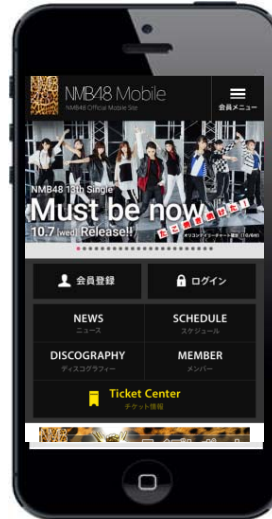 NMB48 Mobile
NMB48 Official Mobile Site
会員メニュー
NMB48 13th Single
Must be now
10.7 [wed] Release!!
会員登録
ログイン
NEWS
ニュース
SCHEDULE
スケジュール
DISCOGRAPHY
ディスコグラフィー
MEMBER
メンバー
Ticket Center
チケット情報